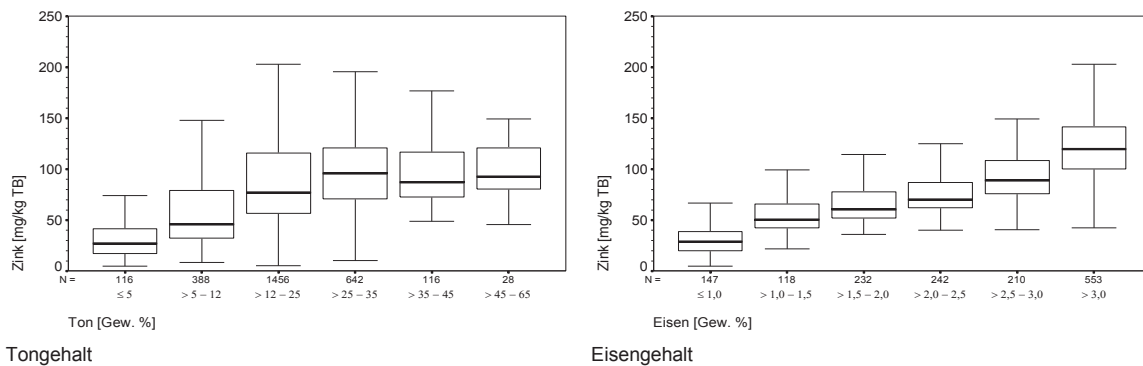 250
200
150
100
50
0
Zink [mg/kg TB]
N = 116 388 1456 642 116 28
≤ 5 > 5 – 12 > 12 – 25 > 25 – 35 > 35 – 45 > 45 – 65
Ton [Gew. %]
Tongehalt
250
200
150
100
50
0
Zink [mg/kg TB]
N = 147 118 232 242 210 553
≤ 1,0 > 1,0 – 1,5 > 1,5 – 2,0 > 2,0 – 2,5 > 2,5 – 3,0 > 3,0
Eisen [Gew. %]
Eisengehalt